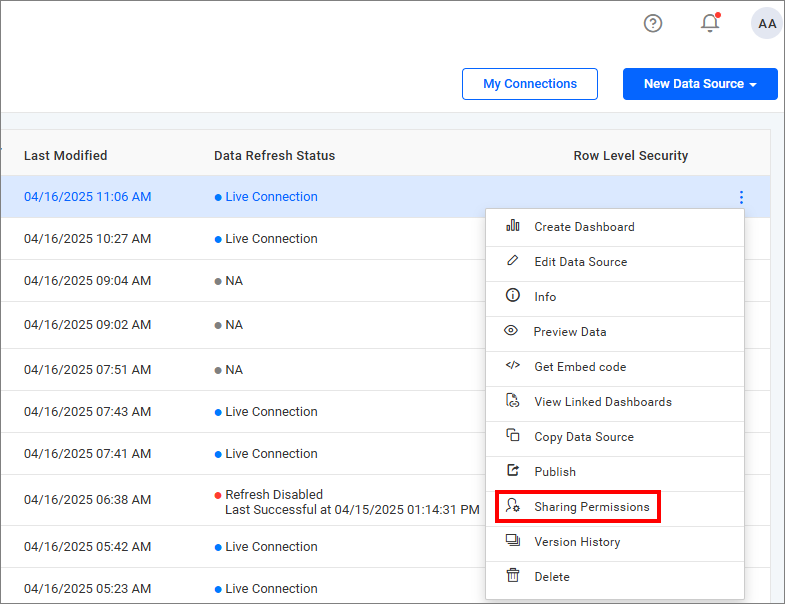 AA
My Connections
New Data Source
Last Modified
Data Refresh Status
Row Level Security
04/16/2025 11:06 AM
Live Connection
04/16/2025 10:27 AM
Live Connection
04/16/2025 09:04 AM
NA
04/16/2025 09:02 AM
NA
04/16/2025 07:51 AM
NA
04/16/2025 07:43 AM
Live Connection
04/16/2025 07:41 AM
Live Connection
04/16/2025 06:38 AM
Refresh Disabled
Last Successful at 04/15/2025 01:14:31 PM
04/16/2025 05:42 AM
Live Connection
04/16/2025 05:23 AM
Live Connection
Create Dashboard
Edit Data Source
Info
Preview Data
Get Embed code
View Linked Dashboards
Copy Data Source
Publish
Sharing Permissions
Version History
Delete